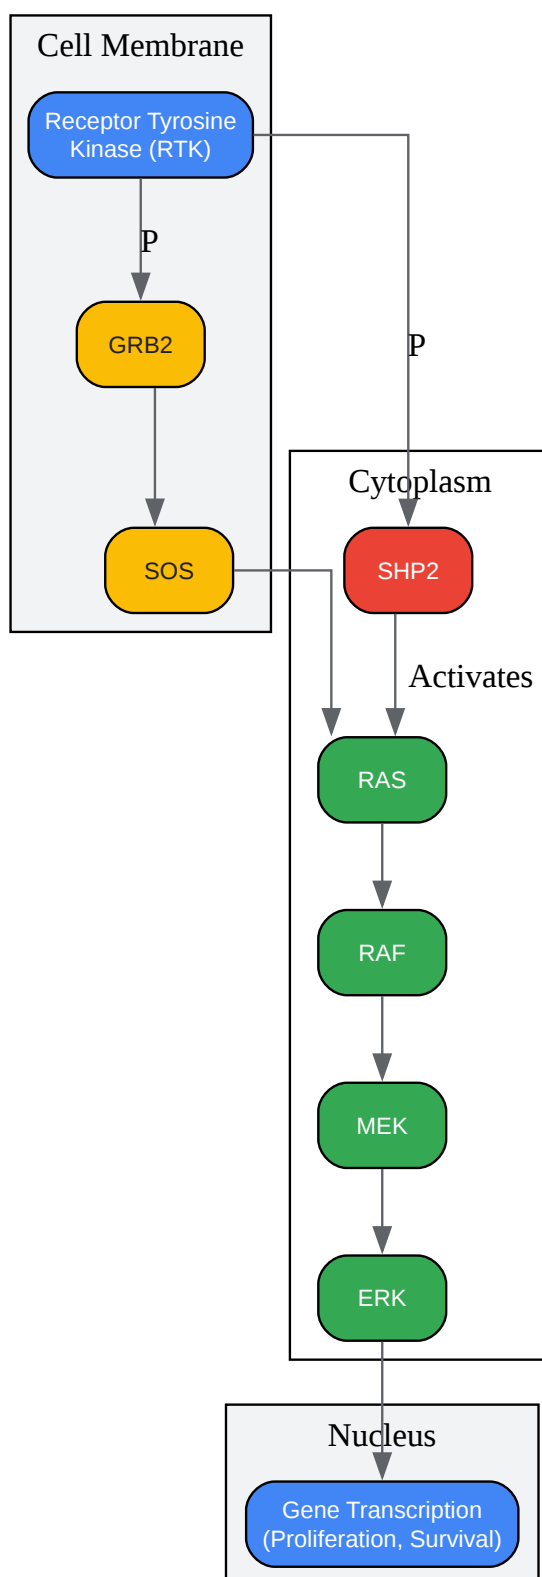 Cell Membrane
Receptor Tyrosine
Kinase (RTK)
P
GRB2
P
Cytoplasm
SOS
SHP2
Activates
RAS
RAF
MEK
ERK
Nucleus
Gene Transcription
(Proliferation, Survival)